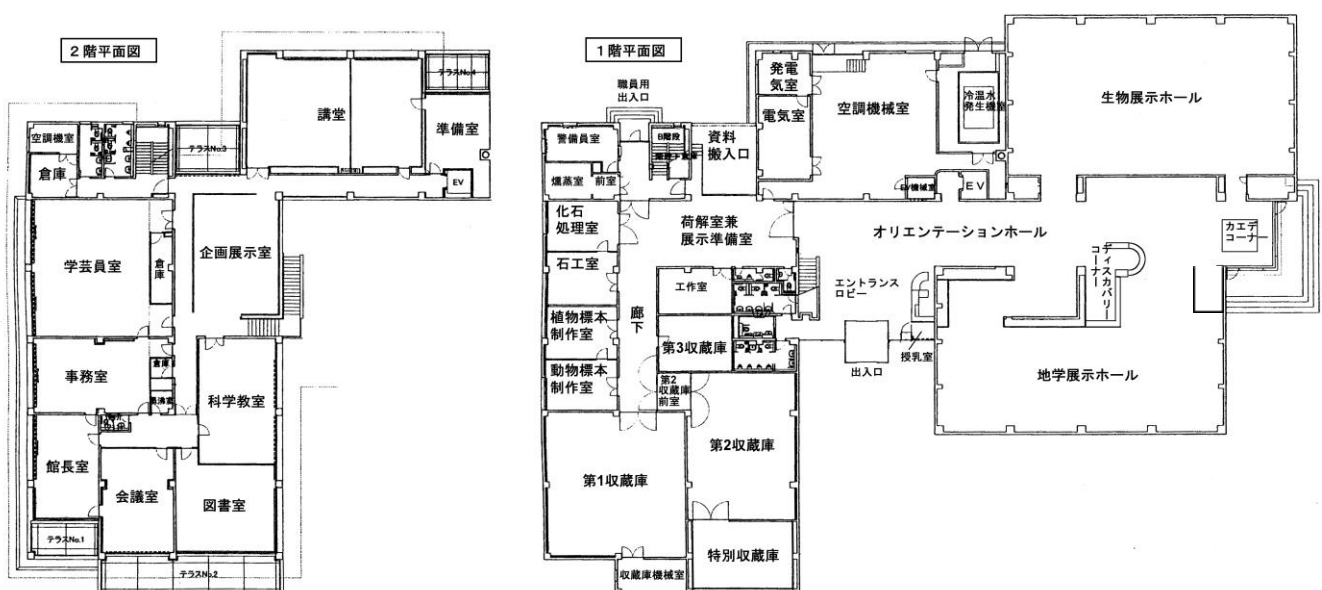 2階平面図
テラスNo.4
講堂
準備室
空調機室
テラスNo.3
倉庫
EV
学芸員室
倉庫
企画展示室
事務室
倉庫
科学教室
館長室
会議室
図書室
テラスNo.1
テラスNo.2
1階平面図
職員用
出入口
発電
気室
電気室
空調機械室
冷温水
発生機室
生物展示ホール
警備員室
B階段
資料
搬入口
燻蒸室
前室
EV機械室
EV
化石
処理室
荷解室兼
展示準備室
オリエンテーションホール
カエデ
コーナー
石工室
ディスカバリー
コーナー
工作室
エントランス
ロビー
廊下
植物標本
制作室
第3収蔵庫
授乳室
出入口
地学展示ホール
動物標本
制作室
第2
収蔵庫
前室
第2収蔵庫
第1収蔵庫
特別収蔵庫
収蔵庫機械室